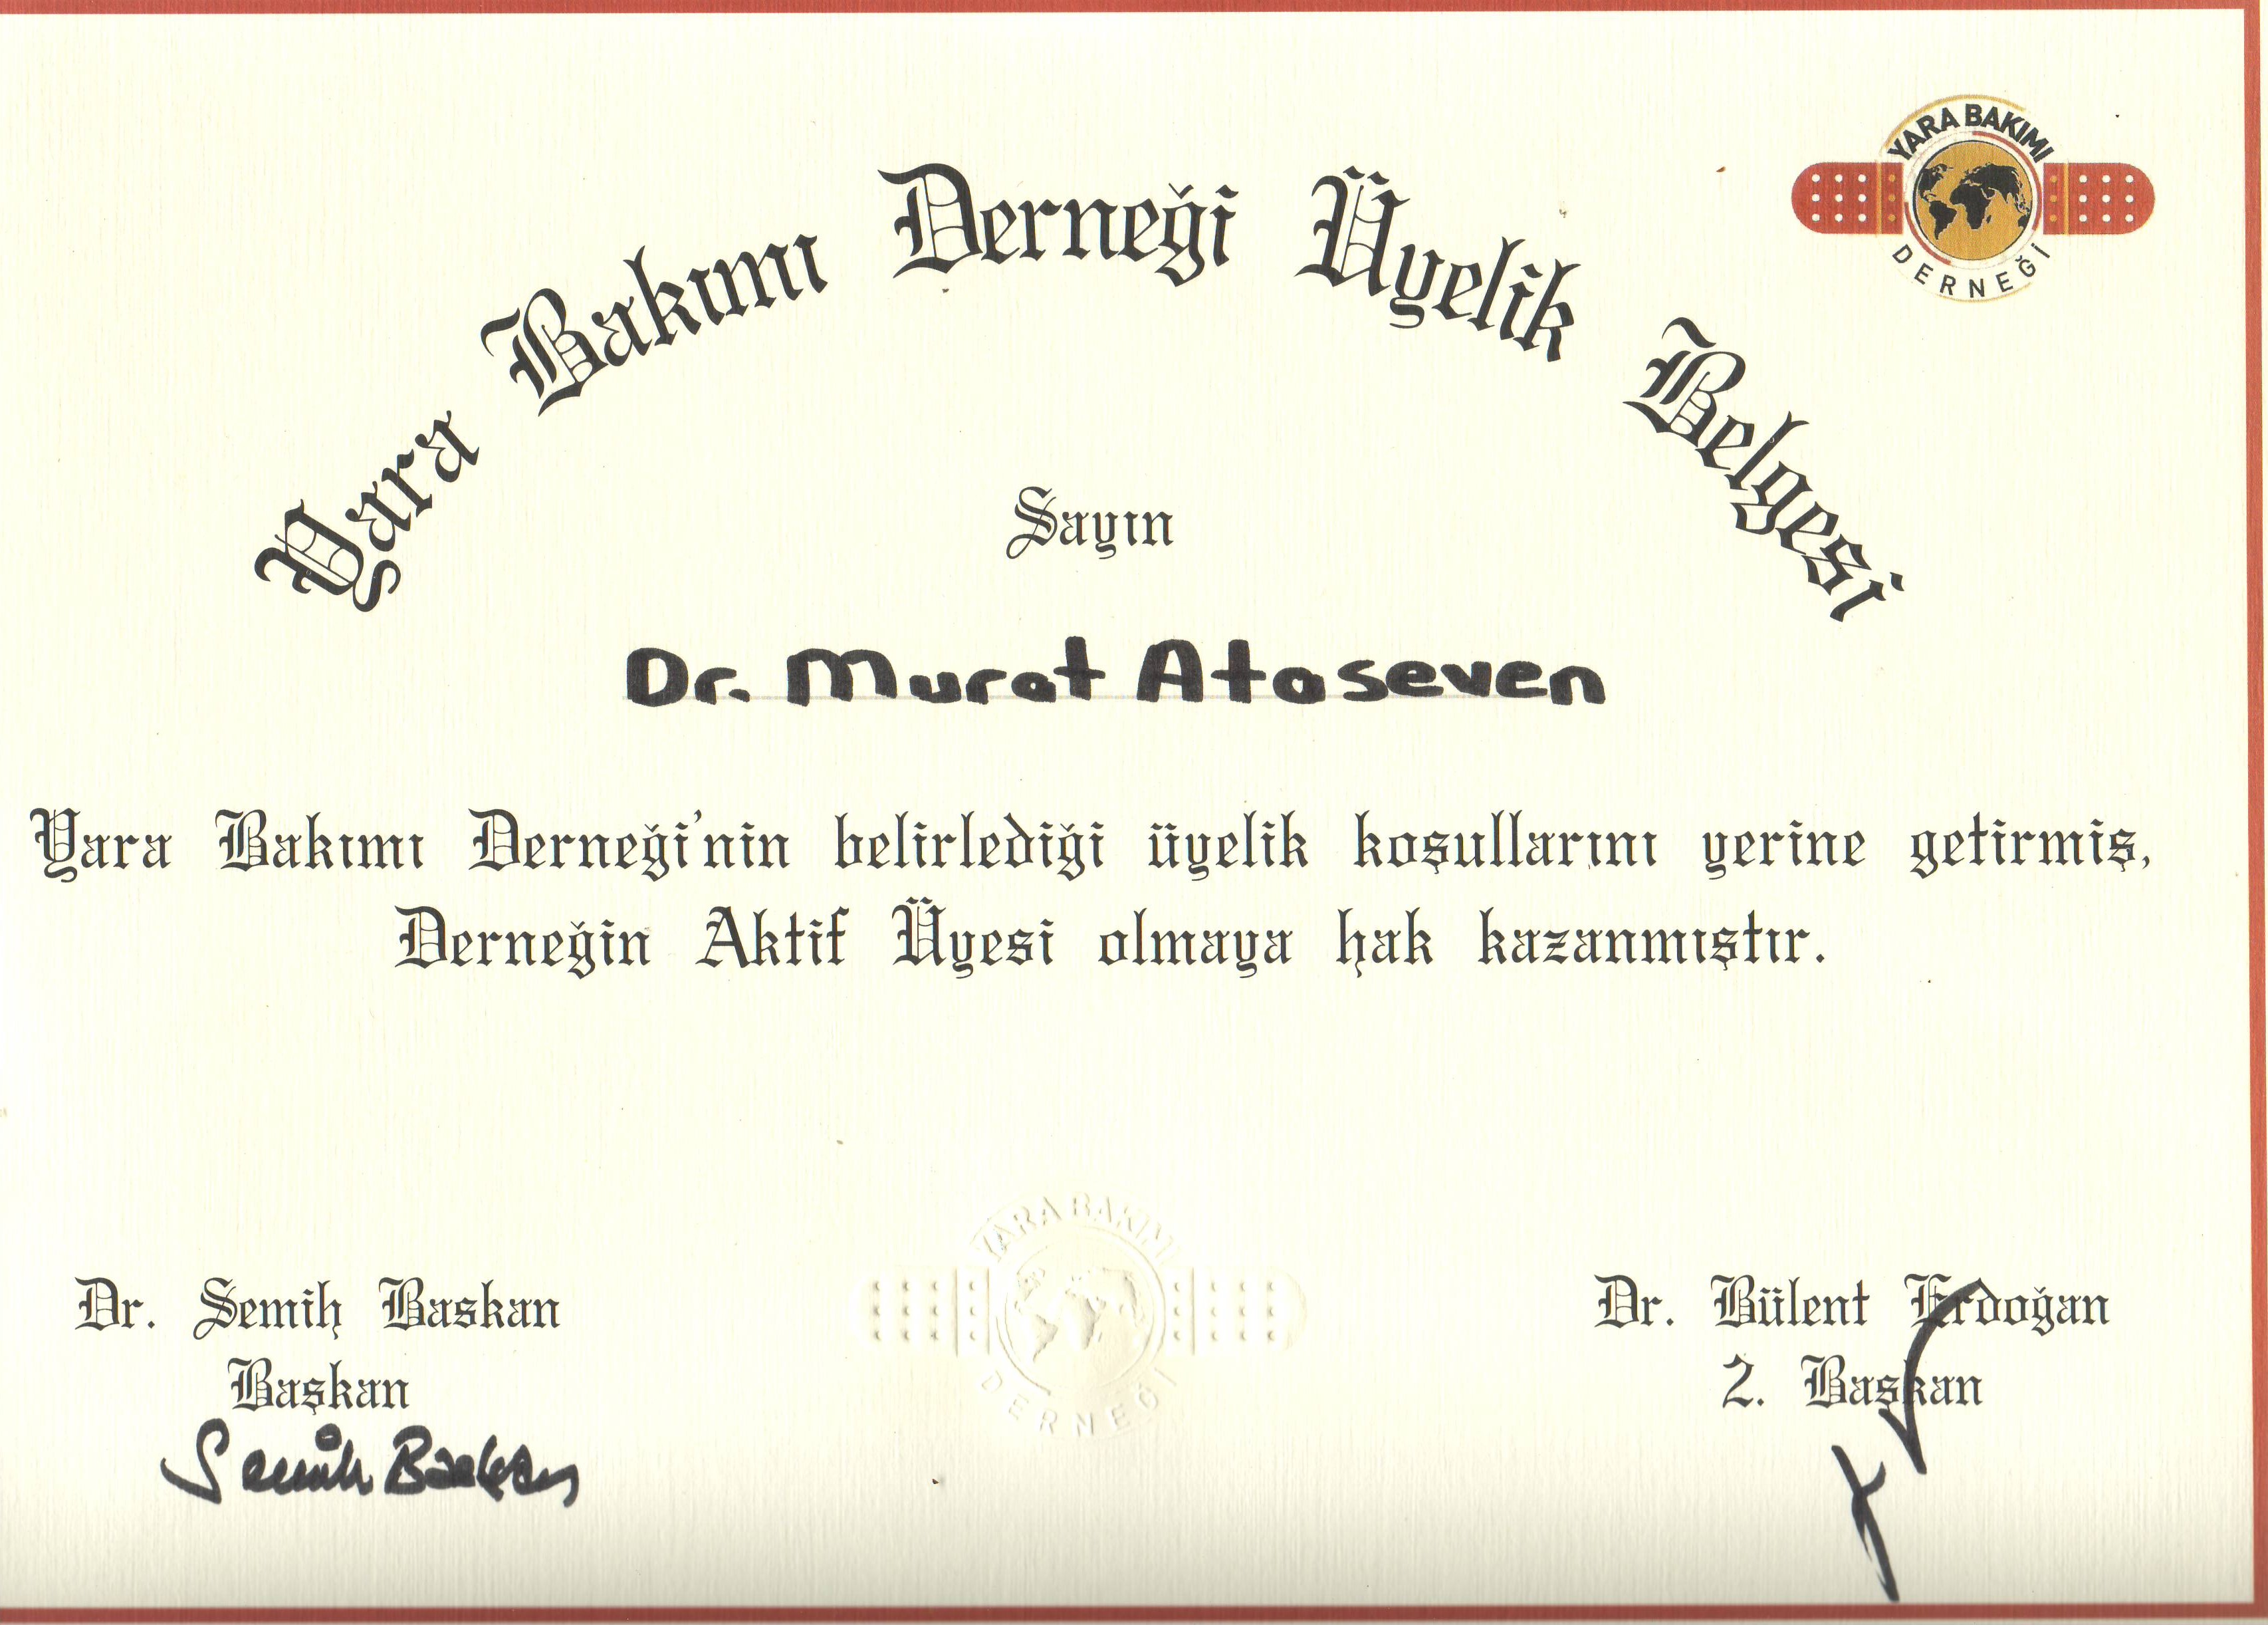 YARA BAKIMI
DERNEĞİ
Yara Bakımı Derneği Üyelik Belgesi
Sayın
Dr. Murat Ataseven
Yara Bakımı Derneği'nin belirlediği üyelik koşullarını yerine getirmiş,
Derneğin Aktif Üyesi olmaya hak kazanmıştır.
YARA BAKIMI
DERNEĞİ
Dr. Semih Baskan
Başkan
Semih Baskan
Dr. Bülent Erdoğan
2. Başkan